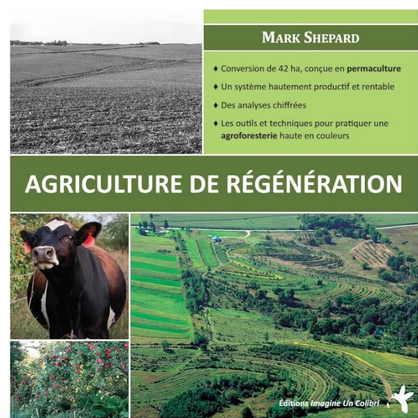 MARK SHEPARD
♦ Conversion de 42 ha, conçue en permaculture
♦ Un système hautement productif et rentable
♦ Des analyses chiffrées
♦ Les outils et techniques pour pratiquer une
agroforesterie haute en couleurs
AGRICULTURE DE RÉGÉNÉRATION
Éditions Imagine Un Colibri